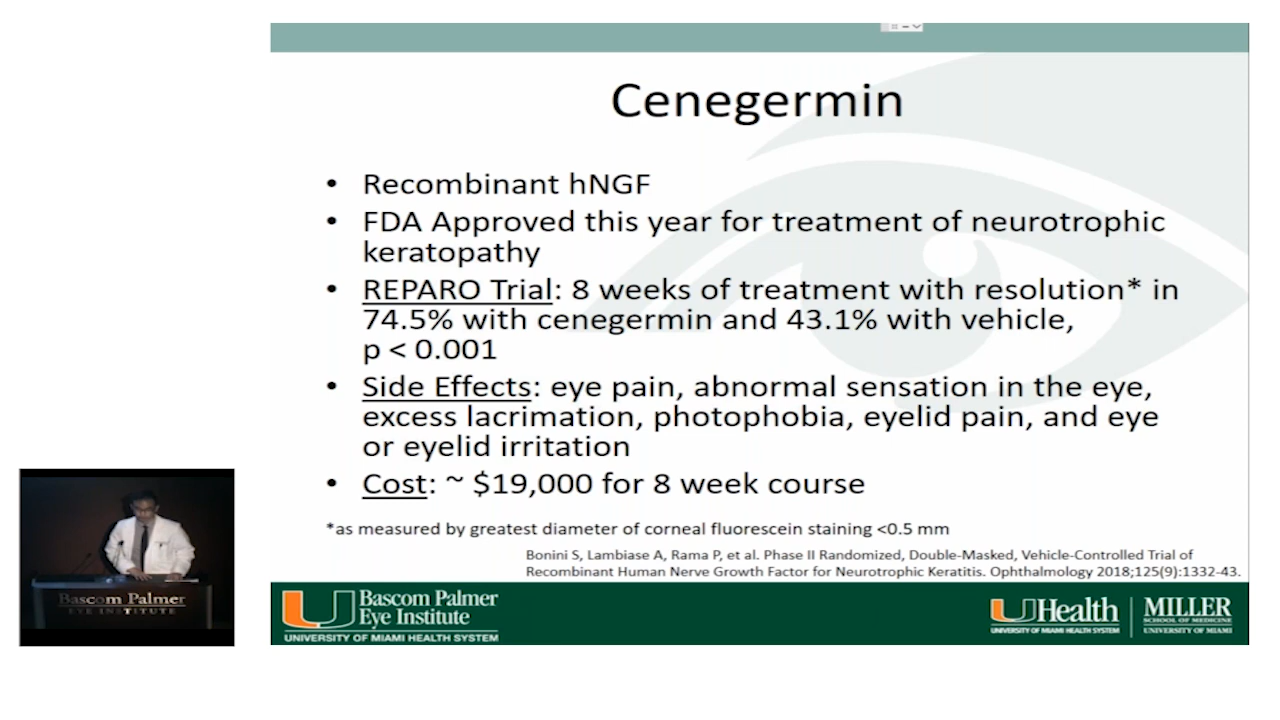 Cenegermin
• Recombinant hNGF
• FDA Approved this year for treatment of neurotrophic
keratopathy
• REPARO Trial: 8 weeks of treatment with resolution* in
74.5% with cenegermin and 43.1% with vehicle,
p < 0.001
• Side Effects: eye pain, abnormal sensation in the eye,
excess lacrimation, photophobia, eyelid pain, and eye
or eyelid irritation
• Cost: ~ $19,000 for 8 week course
*as measured by greatest diameter of corneal fluorescein staining <0.5 mm
Bonini S, Lambiase A, Rama P, et al. Phase II Randomized, Double-Masked, Vehicle-Controlled Trial of
Recombinant Human Nerve Growth Factor for Neurotrophic Keratitis. Ophthalmology 2018;125(9):1332-43.
Bascom Palmer
Eye Institute
UNIVERSITY OF MIAMI HEALTH SYSTEM
UHealth
UNIVERSITY OF MIAMI HEALTH SYSTEM
MILLER
SCHOOL OF MEDICINE
UNIVERSITY OF MIAMI
Bascom Palmer
EYE INSTITUTE